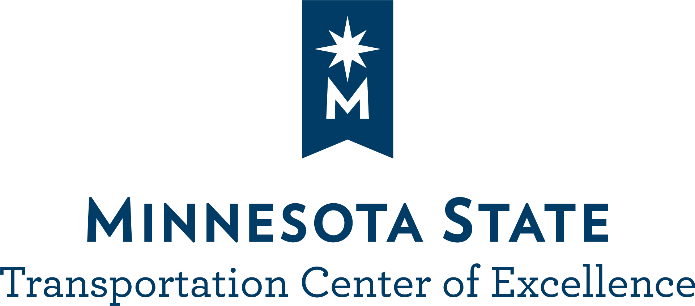 M
MINNESOTA STATE
Transportation Center of Excellence